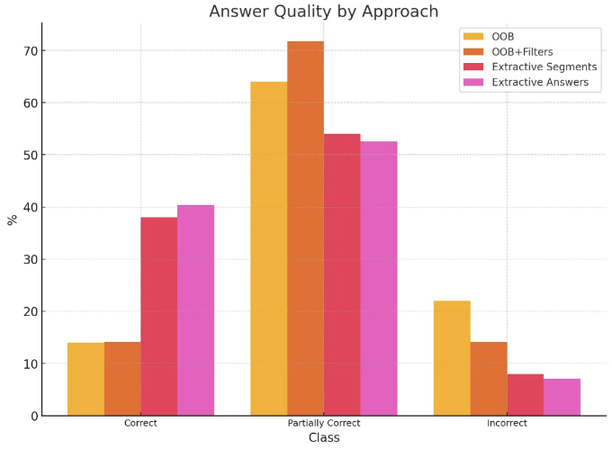 Answer Quality by Approach
OOB
OOB+Filters
Extractive Segments
Extractive Answers
70
60
50
40
30
20
10
0
%
Correct
Partially Correct
Incorrect
Class